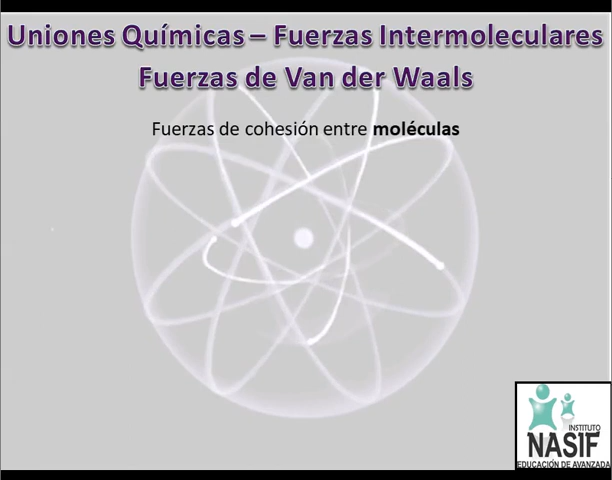 Uniones Químicas – Fuerzas Intermoleculares
Fuerzas de Van der Waals
Fuerzas de cohesión entre moléculas
INSTITUTO
NASIF
EDUCACIÓN DE AVANZADA